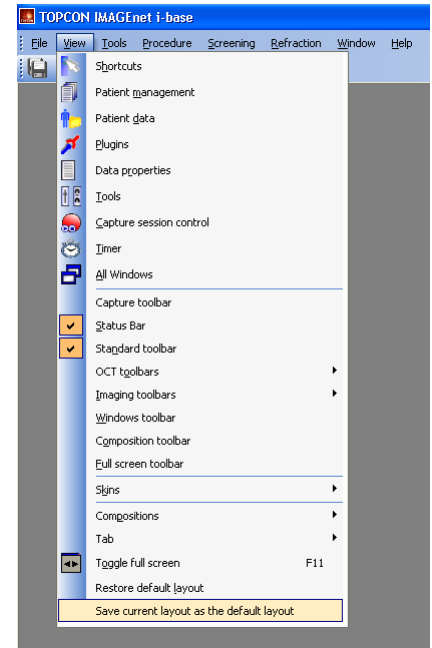 TOPCON IMAGEnet i-base
File View Tools Procedure Screening Refraction Window Help
Shortcuts
Patient management
Patient data
Plugins
Data properties
Tools
Capture session control
Timer
All Windows
Capture toolbar
Status Bar
Standard toolbar
OCT toolbars
Imaging toolbars
Windows toolbar
Composition toolbar
Full screen toolbar
Skins
Compositions
Tab
Toggle full screen F11
Restore default layout
Save current layout as the default layout